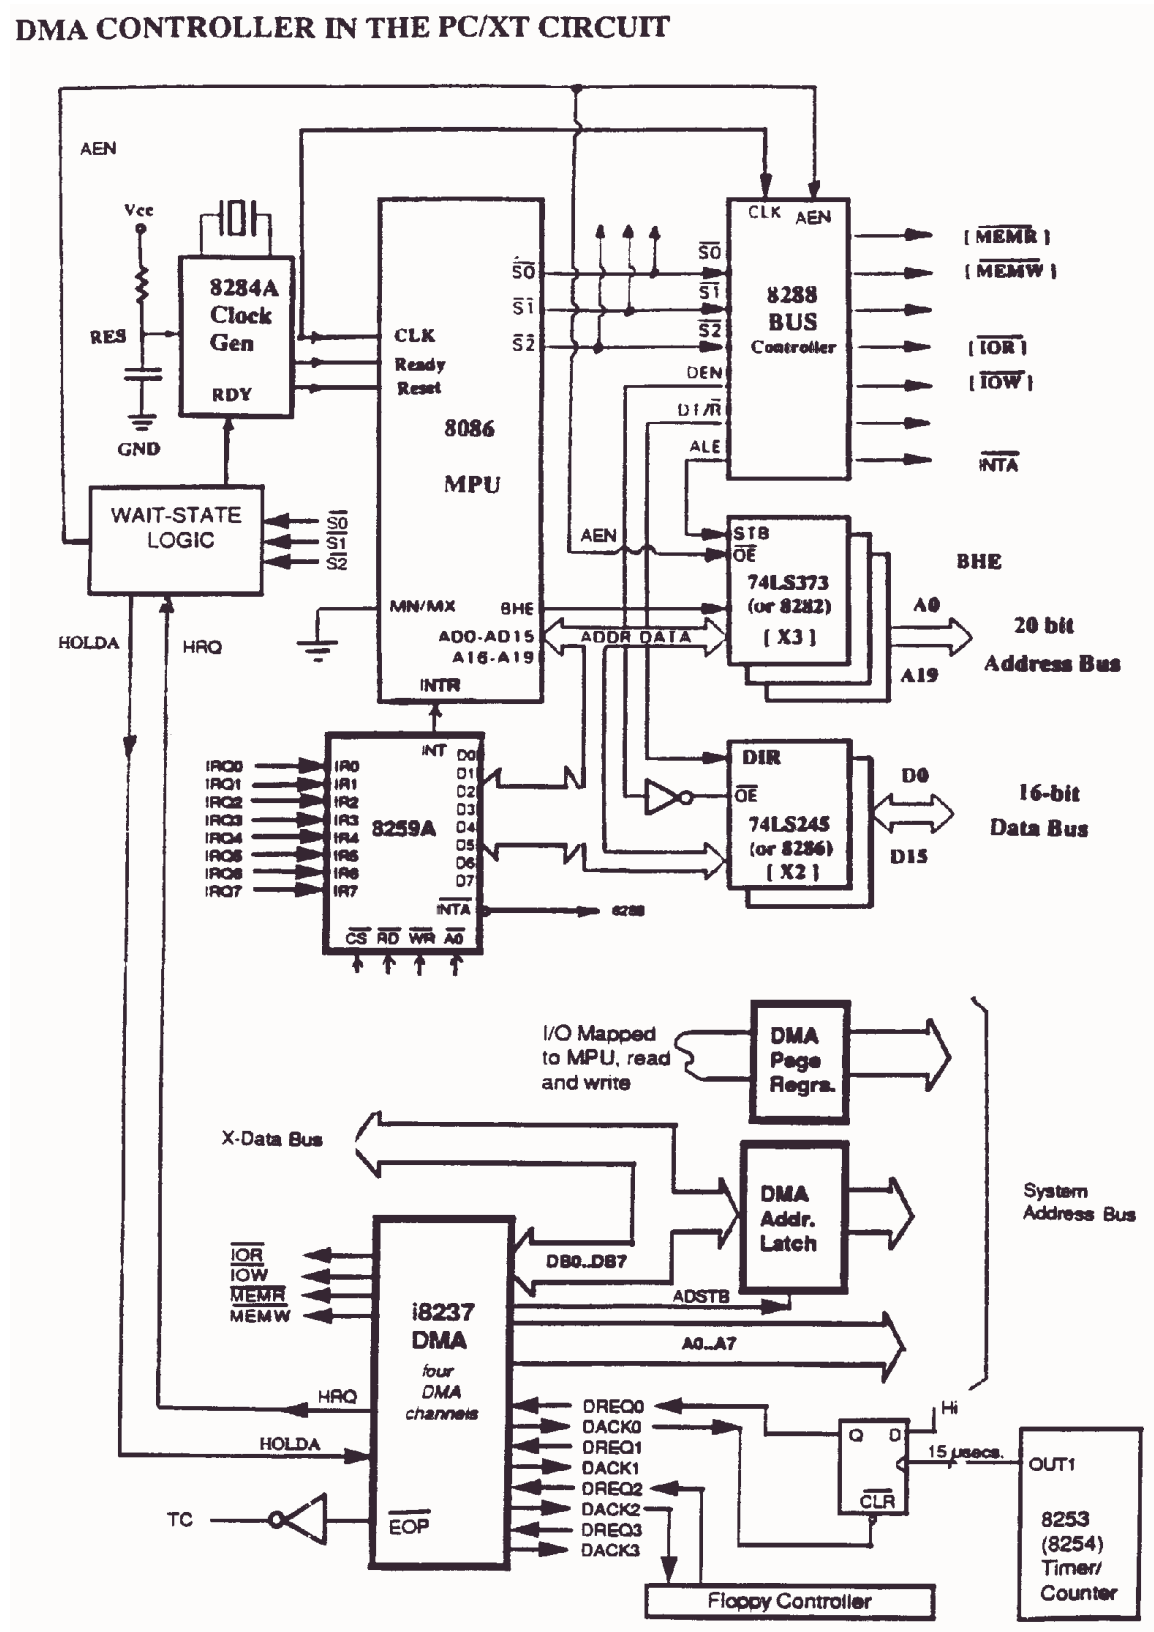 DMA CONTROLLER IN THE PC/XT CIRCUIT
AEN
Vcc
RES
GND
8284A
Clock
Gen
RDY
CLK
Ready
Reset
8086
MPU
S0
S1
S2
MN/MX
BHE
AD0-AD15
A16-A19
INTR
CLK
AEN
S0
S1
S2
8288
BUS
Controller
DEN
DT/R
ALE
[ MEMR ]
[ MEMW ]
[ IOR ]
[ IOW ]
INTA
WAIT-STATE
LOGIC
S0
S1
S2
HOLDA
HRQ
AEN
STB
OE
74LS373
(or 8282)
[ X3 ]
ADDR DATA
BHE
A0
A19
20 bit
Address Bus
DIR
OE
74LS245
(or 8286)
[ X2 ]
D0
D15
16-bit
Data Bus
IRQ0
IRQ1
IRQ2
IRQ3
IRQ4
IRQ5
IRQ6
IRQ7
IR0
IR1
IR2
IR3
IR4
IR5
IR6
IR7
INT
8259A
D0
D1
D2
D3
D4
D5
D6
D7
INTA
8288
CS RD WR A0
I/O Mapped
to MPU, read
and write
DMA
Page
Regrs.
X-Data Bus
DMA
Addr.
Latch
System
Address Bus
DB0..DB7
ADSTB
A0..A7
IOR
IOW
MEMR
MEMW
i8237
DMA
four
DMA
channels
HRQ
HOLDA
TC
EOP
DREQ0
DACK0
DREQ1
DACK1
DREQ2
DACK2
DREQ3
DACK3
Hi
Q D
CLR
15 µsecs.
OUT1
8253
(8254)
Timer/
Counter
Floppy Controller